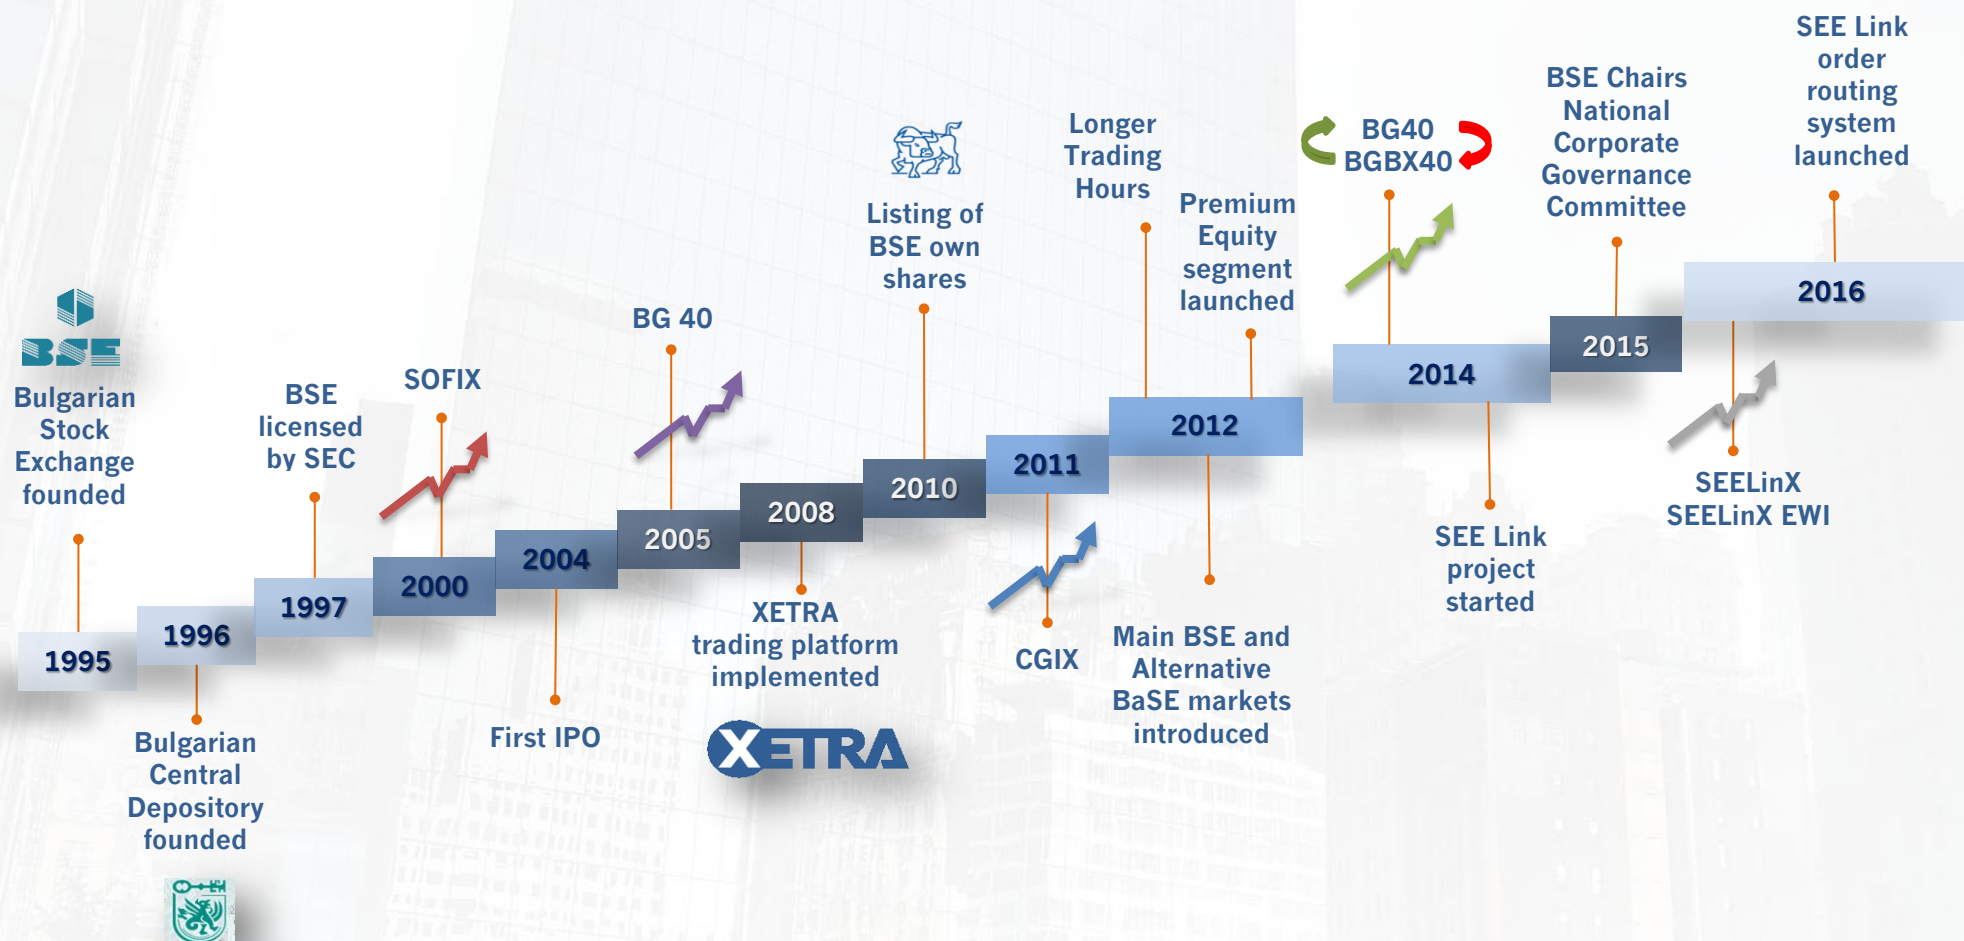 BSE
Bulgarian
Stock
Exchange
founded
1995
1996
Bulgarian
Central
Depository
founded
BSE
licensed
by SEC
1997
SOFIX
2000
2004
First IPO
BG 40
2005
2008
XETRA
trading platform
implemented
XETRA
Listing of
BSE own
shares
2010
2011
CGIX
Longer
Trading
Hours
Premium
Equity
segment
launched
2012
Main BSE and
Alternative
BaSE markets
introduced
BG40
BGBX40
2014
SEE Link
project
started
BSE Chairs
National
Corporate
Governance
Committee
2015
SEE Link
order
routing
system
launched
2016
SEELinX
SEELinX EWI